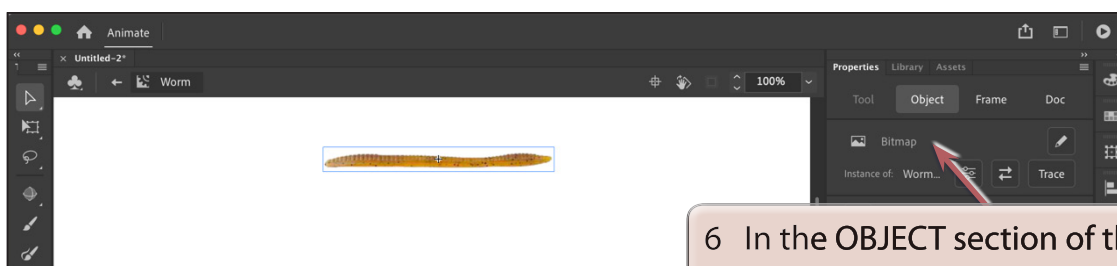 Animate
Untitled-2*
Worm
100%
Properties Library Assets
Tool Object Frame Doc
Bitmap
Instance of: Worm... Trace
6 In the OBJECT section of